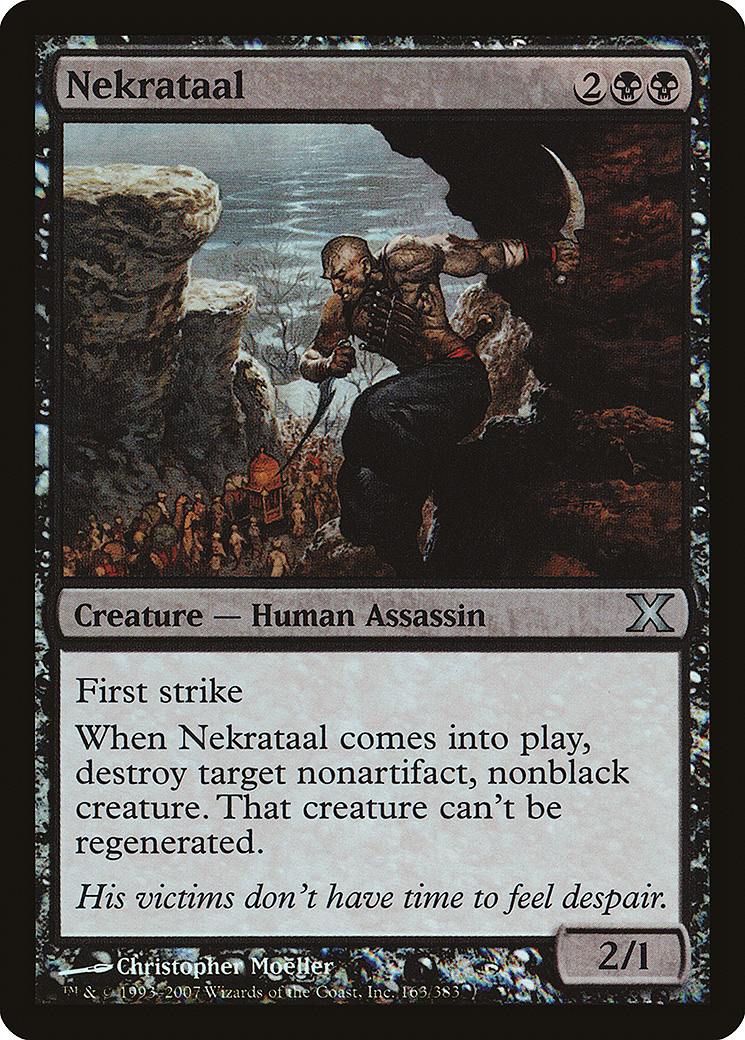 Nekrataal
2
Creature — Human Assassin
X
First strike
When Nekrataal comes into play,
destroy target nonartifact, nonblack
creature. That creature can't be
regenerated.
His victims don't have time to feel despair.
2/1
Christopher Moeller
™ & © 1993–2007 Wizards of the Coast, Inc. 163/383